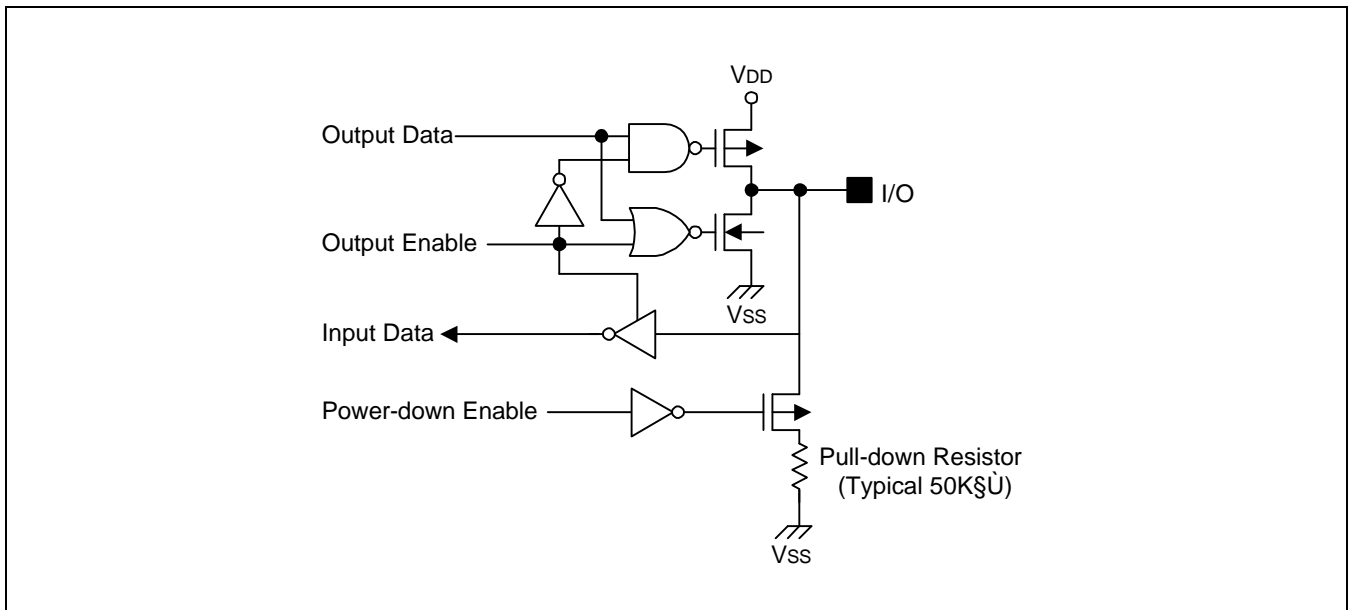 VDD
Output Data
I/O
Output Enable
VSS
Input Data
Power-down Enable
Pull-down Resistor
(Typical 50K§Ù)
VSS